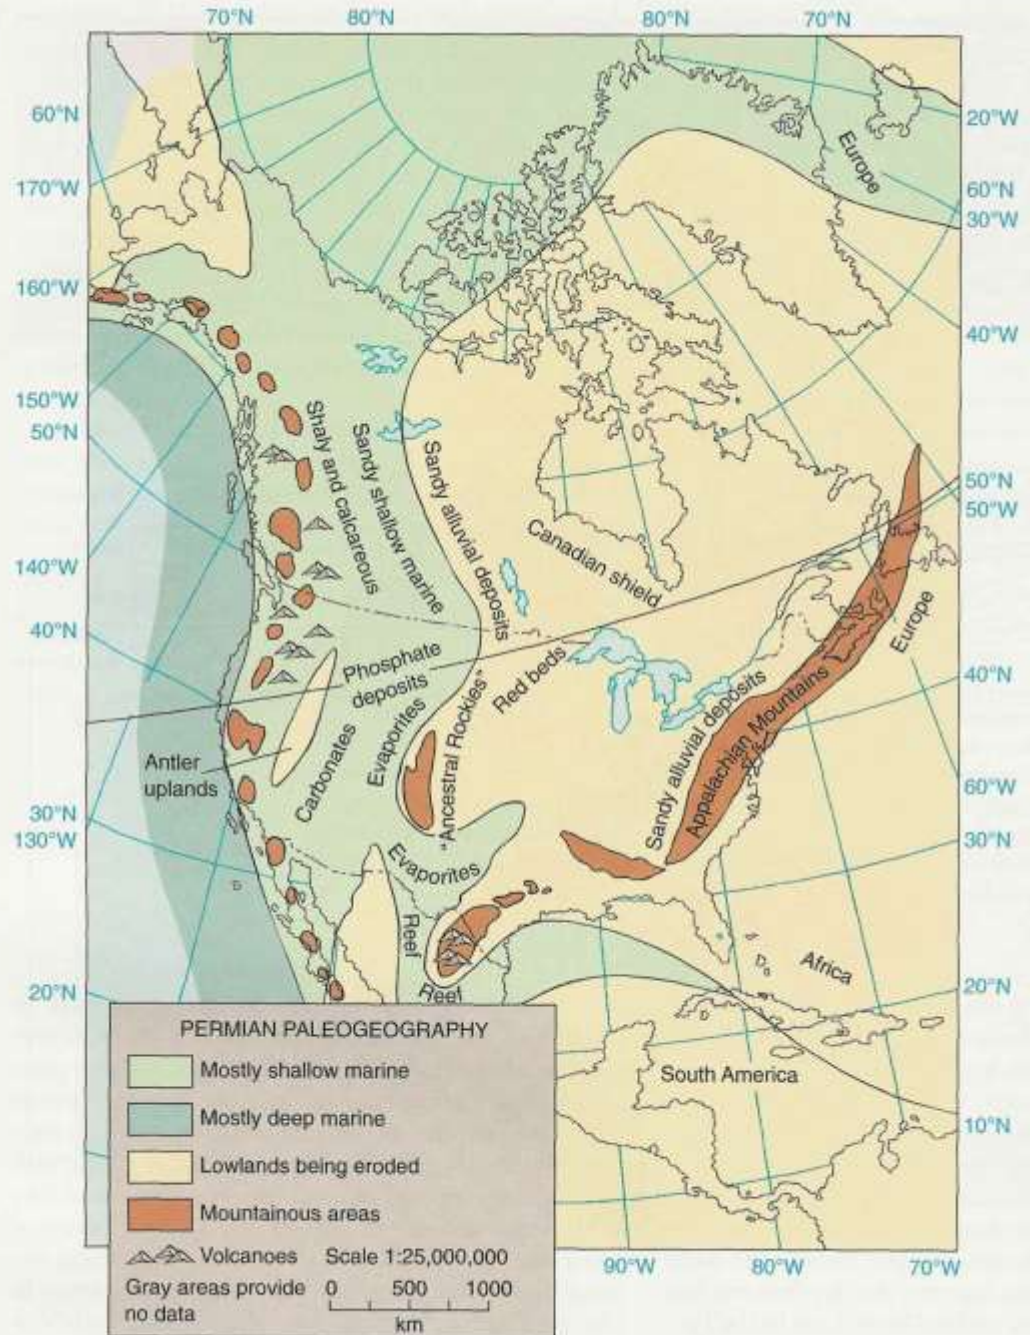 70°N
80°N
80°N
70°N
60°N
20°W
Europe
170°W
60°N
30°W
160°W
40°W
150°W
50°N
Shaly and calcareous
Sandy shallow marine
Sandy alluvial deposits
50°N
50°W
Canadian shield
140°W
Europe
40°N
Phosphate
deposits
Red beds
40°N
Evaporites
"Ancestral Rockies"
Sandy alluvial deposits
Appalachian Mountains
Antler
uplands
Carbonates
60°W
30°N
130°W
30°N
Evaporites
Reef
Africa
20°N
Reef
20°N
South America
10°N
PERMIAN PALEOGEOGRAPHY
Mostly shallow marine
Mostly deep marine
Lowlands being eroded
Mountainous areas
Volcanoes Scale 1:25,000,000
Gray areas provide
no data
0 500 1000
km
90°W
80°W
70°W